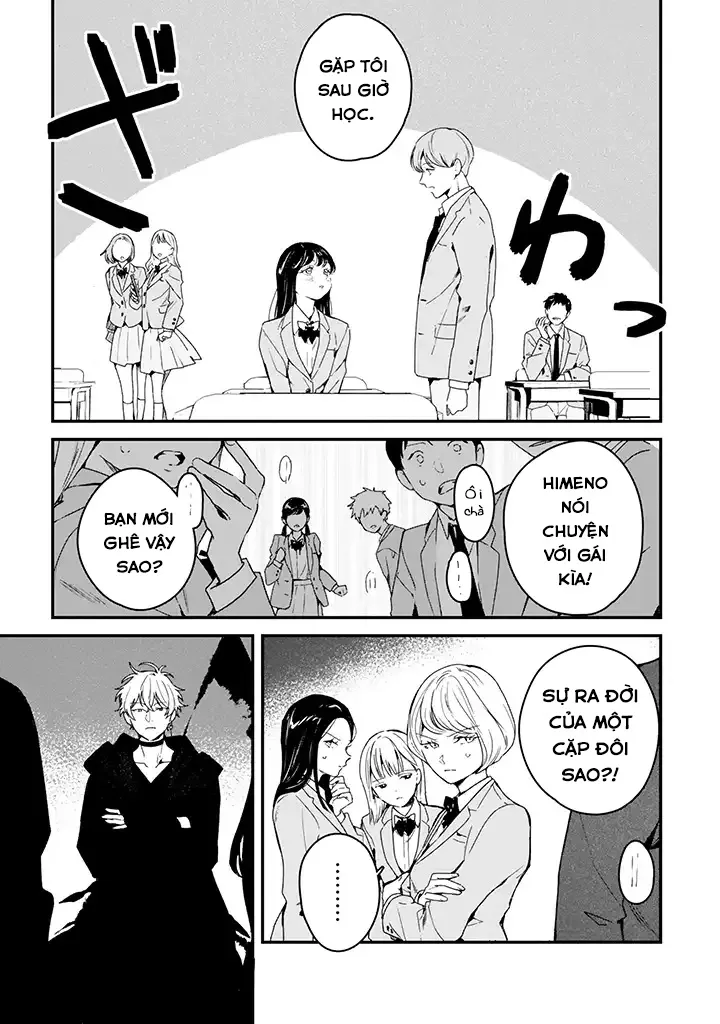 GẶP TÔI
SAU GIỜ
HỌC.
ザ
わっ
HIMENO
NÓI
CHUYỆN
VỚI GÁI
KÌA!
Ôi
chà
BẠN MỚI
GHÊ VẬY
SAO?
SỰ RA ĐỜI
CỦA MỘT
CẶP ĐÔI
SAO?!
………